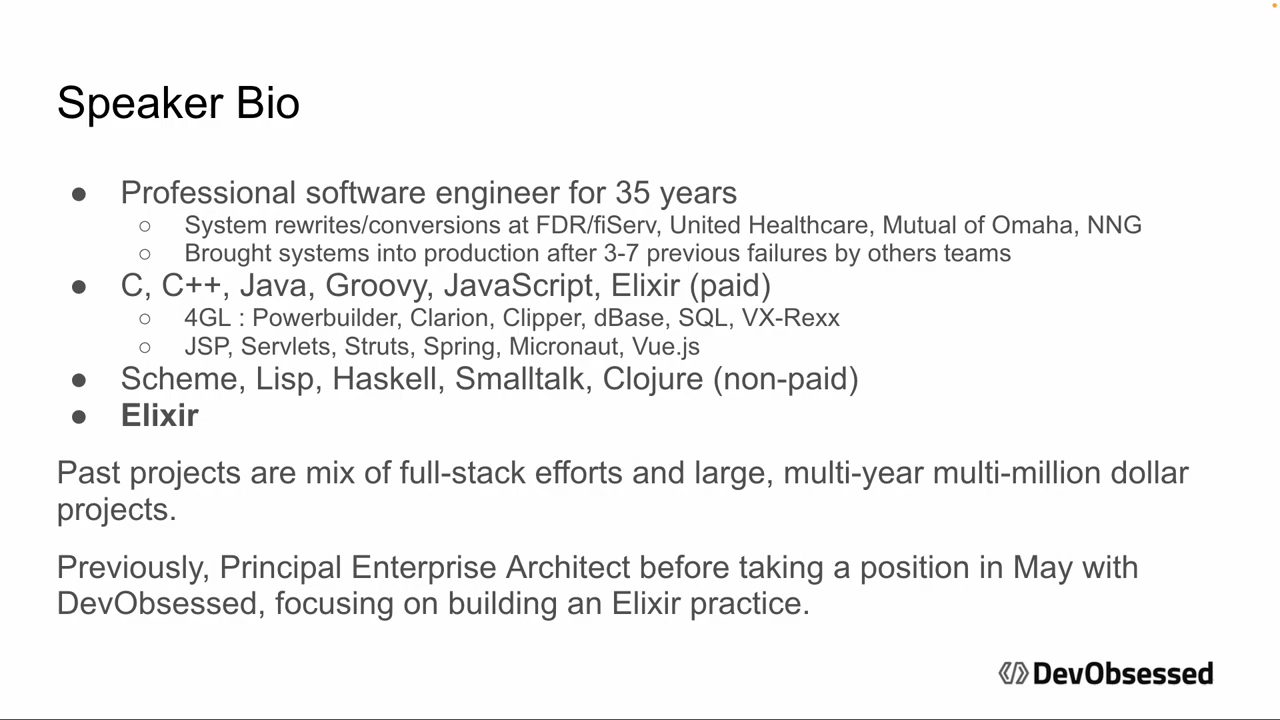 Speaker Bio
● Professional software engineer for 35 years
○ System rewrites/conversions at FDR/fiServ, United Healthcare, Mutual of Omaha, NNG
○ Brought systems into production after 3-7 previous failures by others teams
● C, C++, Java, Groovy, JavaScript, Elixir (paid)
○ 4GL : Powerbuilder, Clarion, Clipper, dBase, SQL, VX-Rexx
○ JSP, Servlets, Struts, Spring, Micronaut, Vue.js
● Scheme, Lisp, Haskell, Smalltalk, Clojure (non-paid)
● Elixir
Past projects are mix of full-stack efforts and large, multi-year multi-million dollar
projects.
Previously, Principal Enterprise Architect before taking a position in May with
DevObsessed, focusing on building an Elixir practice.
DevObsessed